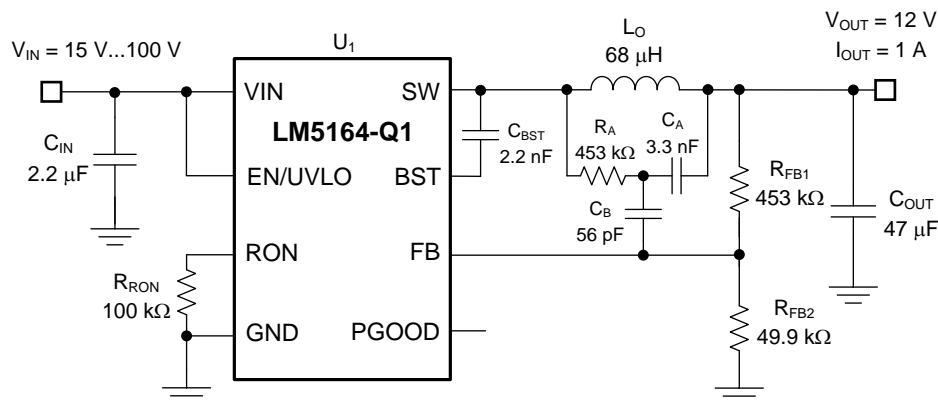 V_IN = 15 V...100 V
U_1
L_O
68 μH
V_OUT = 12 V
I_OUT = 1 A
VIN
SW
LM5164-Q1
C_IN
2.2 μF
C_BST
2.2 nF
R_A
453 kΩ
C_A
3.3 nF
EN/UVLO
BST
R_FB1
453 kΩ
C_OUT
47 μF
C_B
56 pF
RON
FB
R_RON
100 kΩ
R_FB2
49.9 kΩ
GND
PGOOD